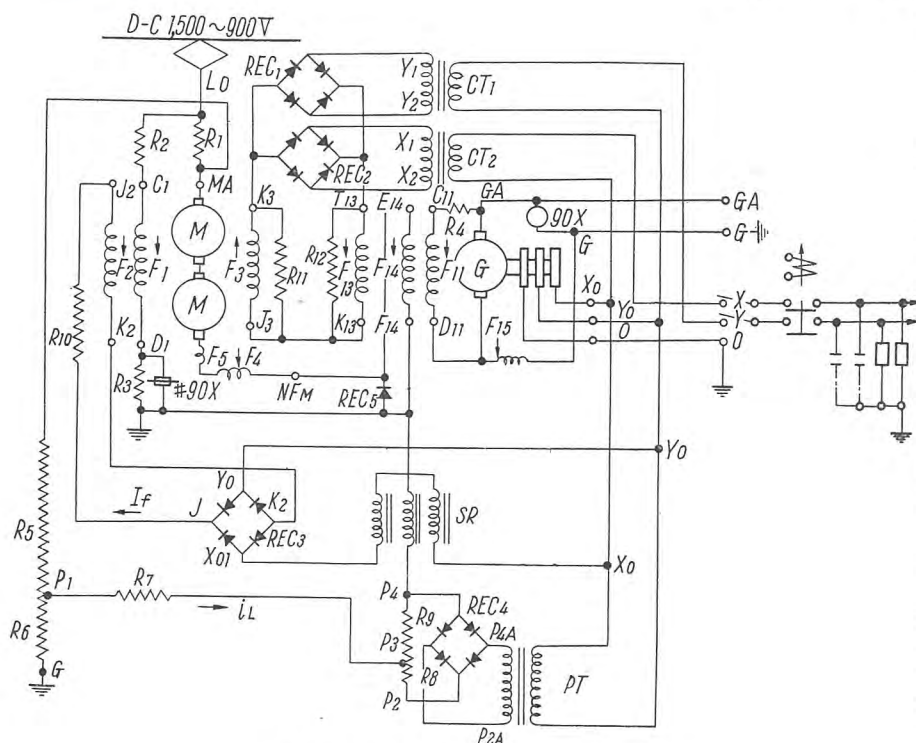 D-C 1,500~900V
L0
REC1
Y1
Y2
CT1
R2
R1
X1
X2
CT2
REC2
J2
C1
MA
K3
T13
E14
C11
GA
R4
90X
GA
G
G
M
F2
F1
F3
R11
R12
F13
F14
F11
G
X0
Y0
O
X
Y
O
M
K2
D1
J3
K13
F14
D11
F15
R10
R3
#90X
F5
F4
NFM
REC5
Y0
Y0
If
J
K2
REC3
X01
SR
R5
X0
P1
R7
iL
P4
R9
REC4
P3
P4A
R6
R8
PT
G
P2
P2A